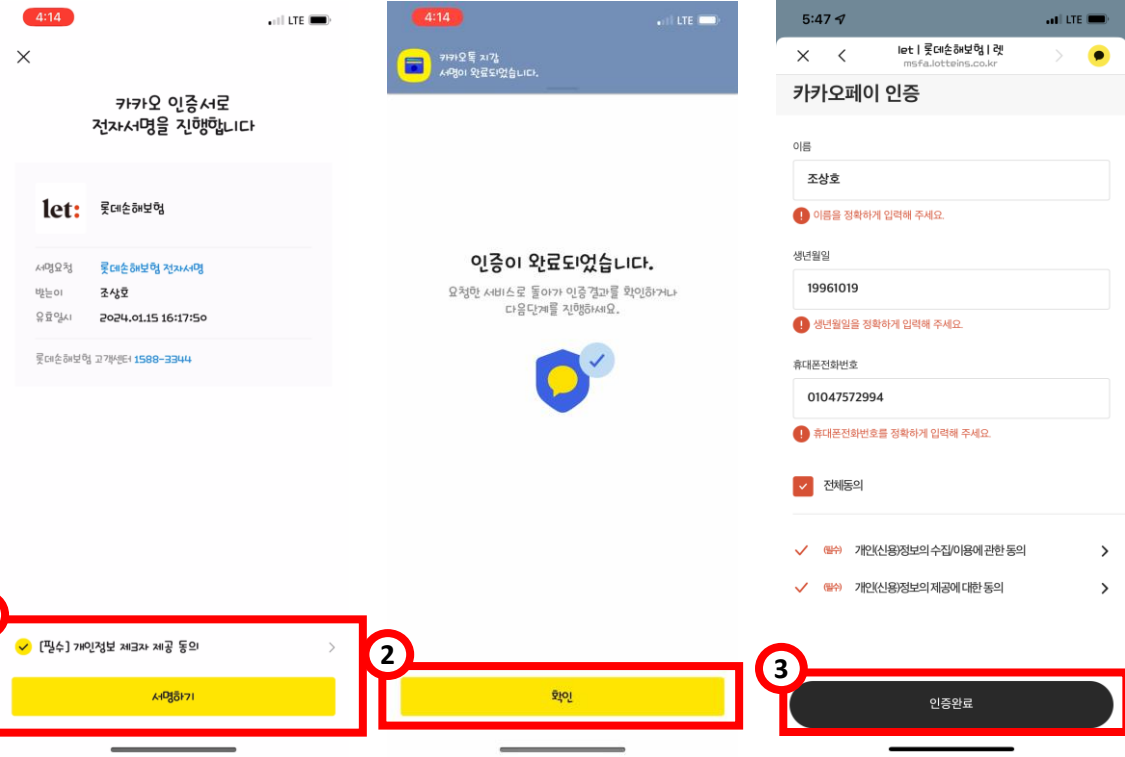 4:14
LTE
카카오 인증서로
전자서명을 진행합니다
let:
롯데손해보험
서명요청 롯데손해보험 전자서명
받는이 조상호
유효일시 2024.01.15 16:17:50
롯데손해보험 고객센터 1588-3344
[필수] 개인정보 제3자 제공 동의
서명하기
4:14
LTE
카카오톡 지갑
서명이 완료되었습니다.
인증이 완료되었습니다.
요청한 서비스로 돌아가 인증결과를 확인하거나
다음단계를 진행하세요.
2
확인
5:47
LTE
let | 롯데손해보험 | 렛
msfa.lotteins.co.kr
카카오페이 인증
이름
조상호
이름을 정확하게 입력해 주세요.
생년월일
19961019
생년월일을 정확하게 입력해 주세요.
휴대폰전화번호
01047572994
휴대폰전화번호를 정확하게 입력해 주세요.
전체동의
(필수) 개인(신용)정보의 수집/이용에 관한 동의
(필수) 개인(신용)정보의 제공에 대한 동의
3
인증완료